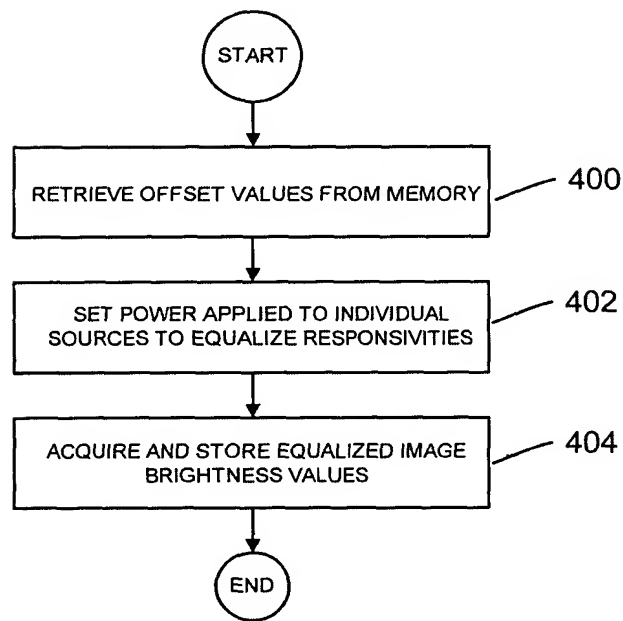 START
RETRIEVE OFFSET VALUES FROM MEMORY
400
SET POWER APPLIED TO INDIVIDUAL
SOURCES TO EQUALIZE RESPONSIVITIES
402
ACQUIRE AND STORE EQUALIZED IMAGE
BRIGHTNESS VALUES
404
END